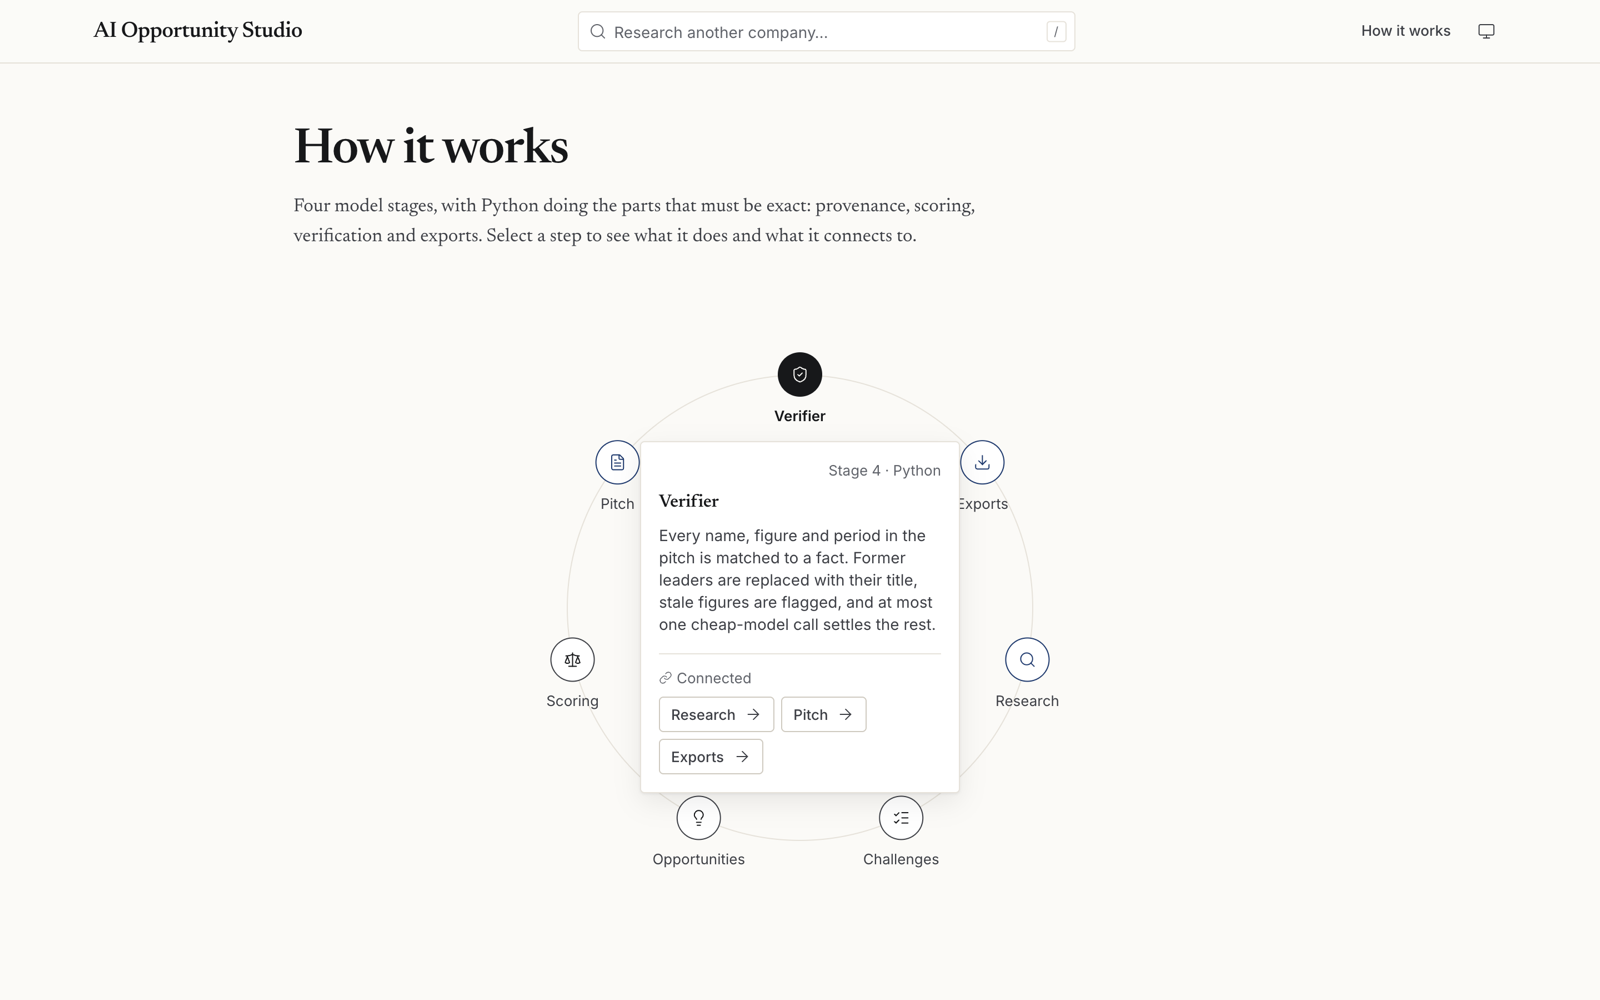 AI Opportunity Studio
Research another company...
/
How it works
How it works
Four model stages, with Python doing the parts that must be exact: provenance, scoring,
verification and exports. Select a step to see what it does and what it connects to.
Verifier
Pitch
Exports
Stage 4 · Python
Verifier
Every name, figure and period in the
pitch is matched to a fact. Former
leaders are replaced with their title,
stale figures are flagged, and at most
one cheap-model call settles the rest.
Connected
Research
Pitch
Exports
Scoring
Research
Opportunities
Challenges